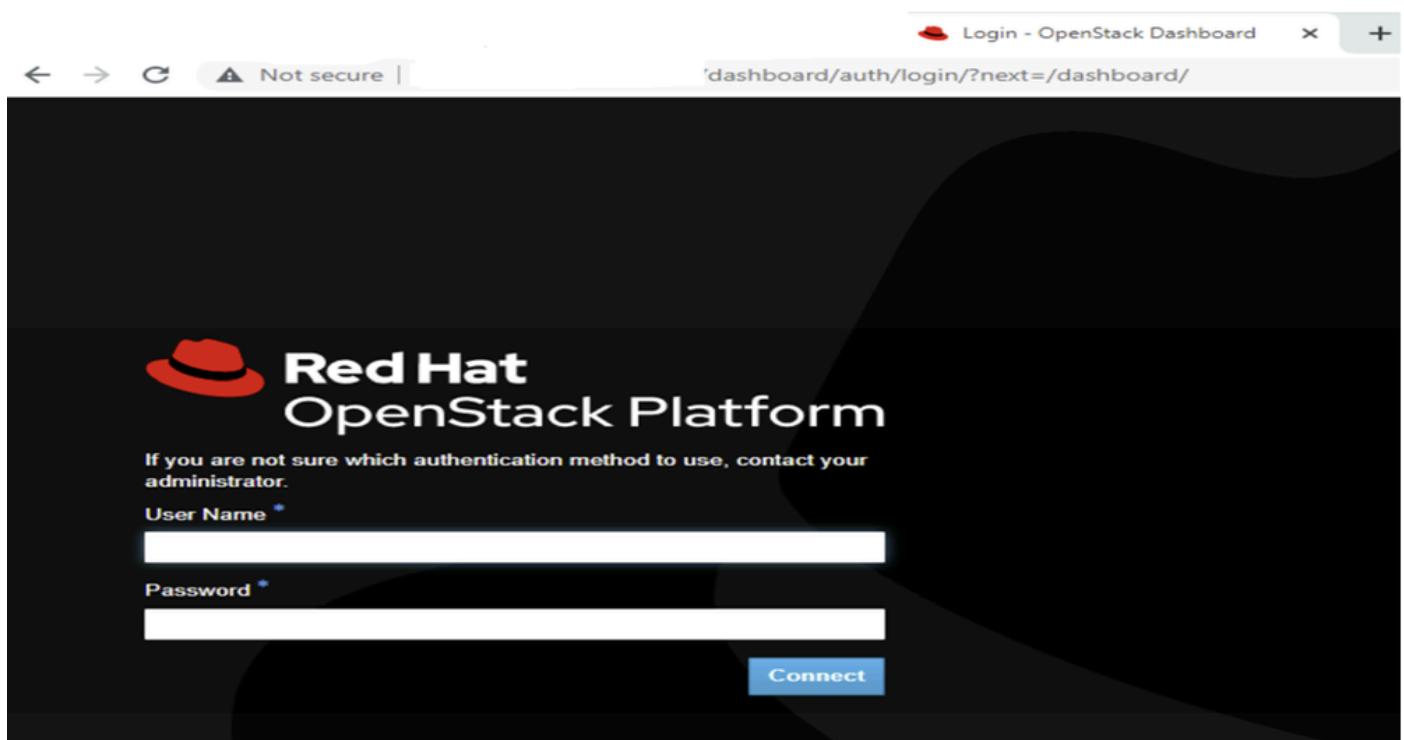 Login - OpenStack Dashboard
Not secure | dashboard/auth/login/?next=/dashboard/
Red Hat
OpenStack Platform
If you are not sure which authentication method to use, contact your
administrator.
User Name *
Password *
Connect